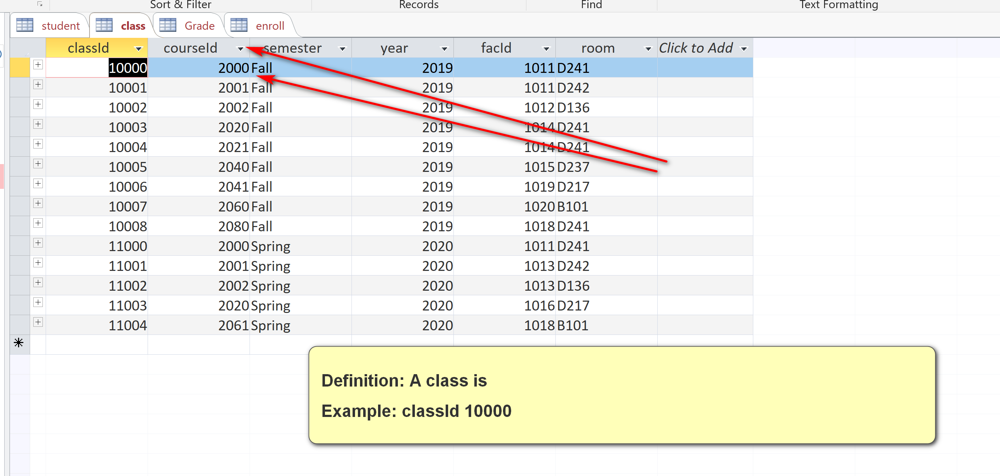 Sort & Filter Records Find Text Formatting
student class Grade enroll
classId courseId semester year facId room Click to Add
10000 2000 Fall 2019 1011 D241
10001 2001 Fall 2019 1011 D242
10002 2002 Fall 2019 1012 D136
10003 2020 Fall 2019 1014 D241
10004 2021 Fall 2019 1014 D241
10005 2040 Fall 2019 1015 D237
10006 2041 Fall 2019 1019 D217
10007 2060 Fall 2019 1020 B101
10008 2080 Fall 2019 1018 D241
11000 2000 Spring 2020 1011 D241
11001 2001 Spring 2020 1013 D242
11002 2002 Spring 2020 1013 D136
11003 2020 Spring 2020 1016 D217
11004 2061 Spring 2020 1018 B101
Definition: A class is
Example: classId 10000